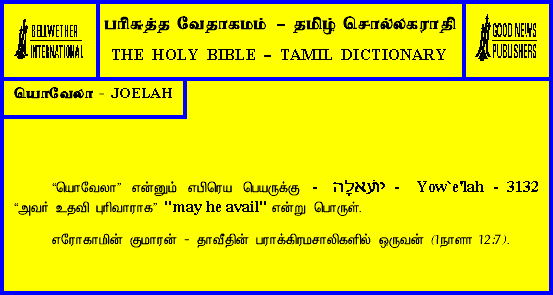 BELLWETHER
INTERNATIONAL
பரிசுத்த வேதாகமம் – தமிழ் சொல்லகராதி
THE HOLY BIBLE – TAMIL DICTIONARY
GOOD NEWS
PUBLISHERS
யொவேலா - JOELAH
“யொவேலா” என்னும் எபிரெய பெயருக்கு - יוֹעֵאלָה - Yow`e'lah - 3132
“அவர் உதவி புரிவாராக” "may he avail" என்று பொருள்.
எரோகாமின் குமாரன் - தாவீதின் பராக்கிரமசாலிகளில் ஒருவன் (1நாளா 12:7).